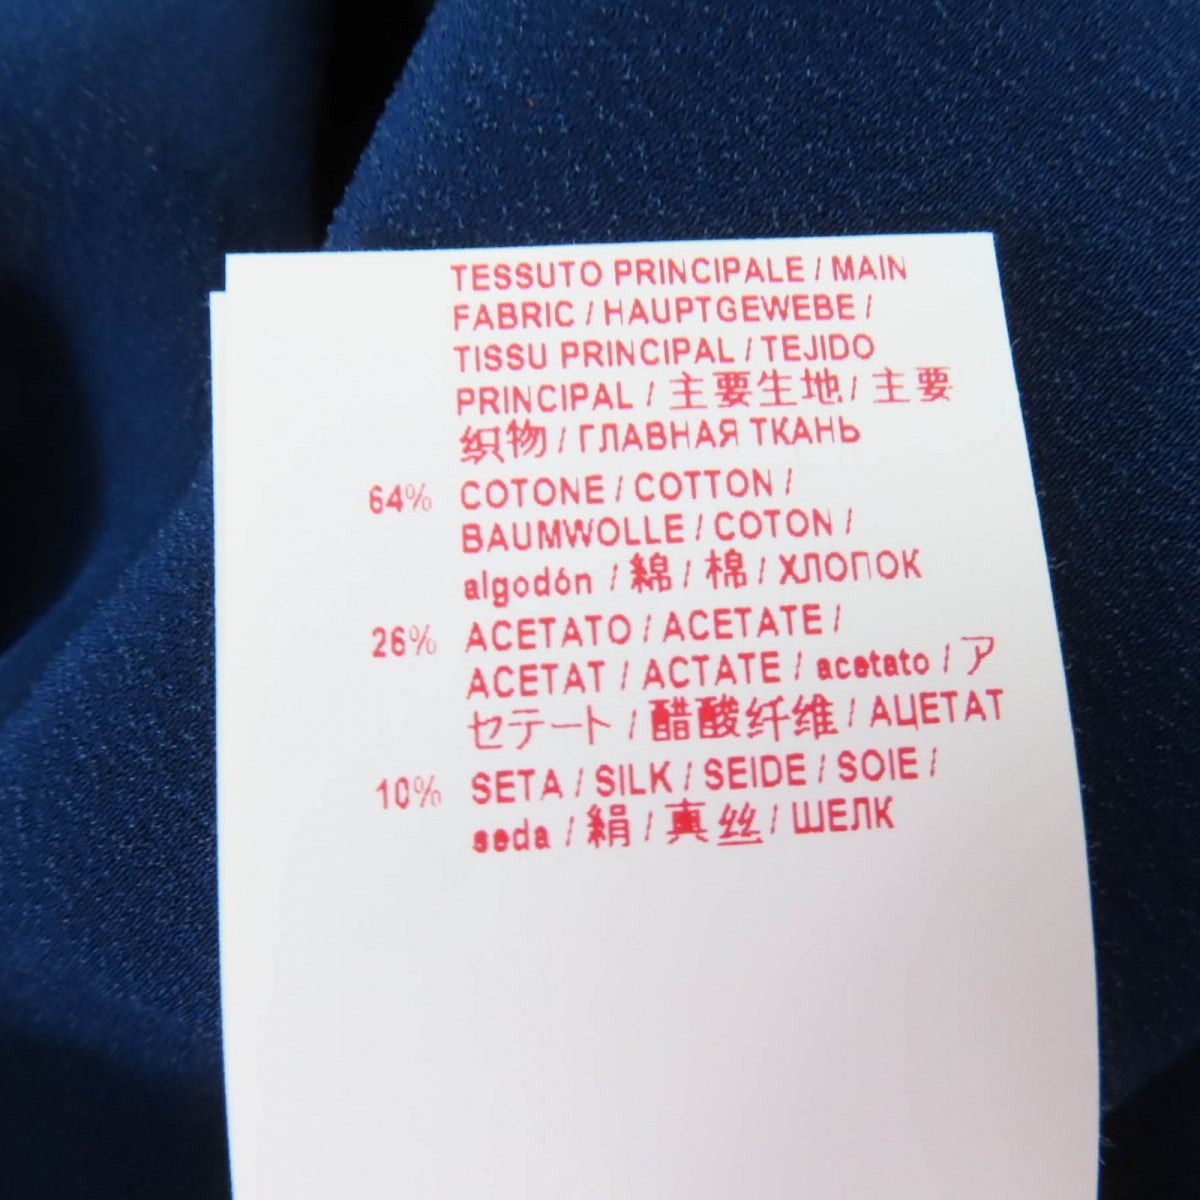 TESSUTO PRINCIPALE / MAIN
FABRIC / HAUPTGEWEBE /
TISSU PRINCIPAL / TEJIDO
PRINCIPAL / 主要生地 / 主要
织物 / ГЛАВНАЯ ТКАНЬ
64% COTONE / COTTON /
BAUMWOLLE / COTON /
algodón / 綿 / 棉 / ХЛОПОК
26% ACETATO / ACETATE /
ACETAT / ACTATE / acetato / ア
セテート / 醋酸纤维 / АЦЕТАТ
10% SETA / SILK / SEIDE / SOIE /
seda / 絹 / 真丝 / ШЕЛК